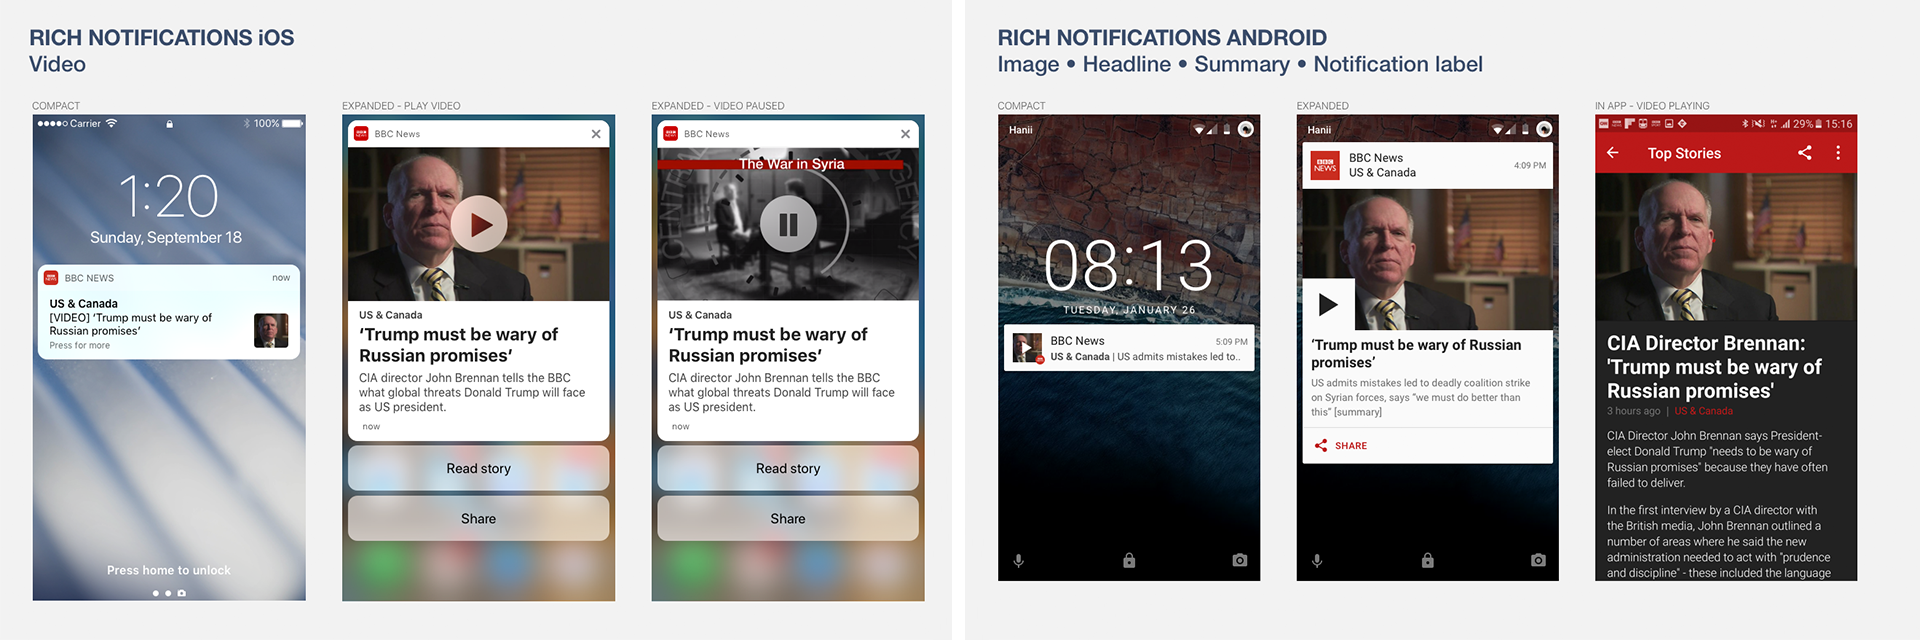 RICH NOTIFICATIONS iOS
Video
COMPACT
Carrier
100%
1:20
Sunday, September 18
BBC NEWS
now
US & Canada
[VIDEO] ‘Trump must be wary of
Russian promises’
Press for more
Press home to unlock
EXPANDED - PLAY VIDEO
BBC NEWS
BBC News
US & Canada
‘Trump must be wary of
Russian promises’
CIA director John Brennan tells the BBC
what global threats Donald Trump will face
as US president.
now
Read story
Share
EXPANDED - VIDEO PAUSED
BBC NEWS
BBC News
The War in Syria
US & Canada
‘Trump must be wary of
Russian promises’
CIA director John Brennan tells the BBC
what global threats Donald Trump will face
as US president.
now
Read story
Share
RICH NOTIFICATIONS ANDROID
Image • Headline • Summary • Notification label
COMPACT
Hanii
08:13
TUESDAY, JANUARY 26
BBC News
5:09 PM
US & Canada | US admits mistakes led to..
EXPANDED
Hanii
BBC
NEWS
BBC News
US & Canada
4:09 PM
‘Trump must be wary of Russian
promises’
US admits mistakes led to deadly coalition strike
on Syrian forces, says “we must do better than
this” [summary]
SHARE
IN APP - VIDEO PLAYING
29%
15:16
Top Stories
CIA Director Brennan:
'Trump must be wary of
Russian promises'
3 hours ago | US & Canada
CIA Director John Brennan says President-
elect Donald Trump "needs to be wary of
Russian promises" because they have often
failed to deliver.
In the first interview by a CIA director with
the British media, John Brennan outlined a
number of areas where he said the new
administration needed to act with "prudence
and discipline" - these included the language